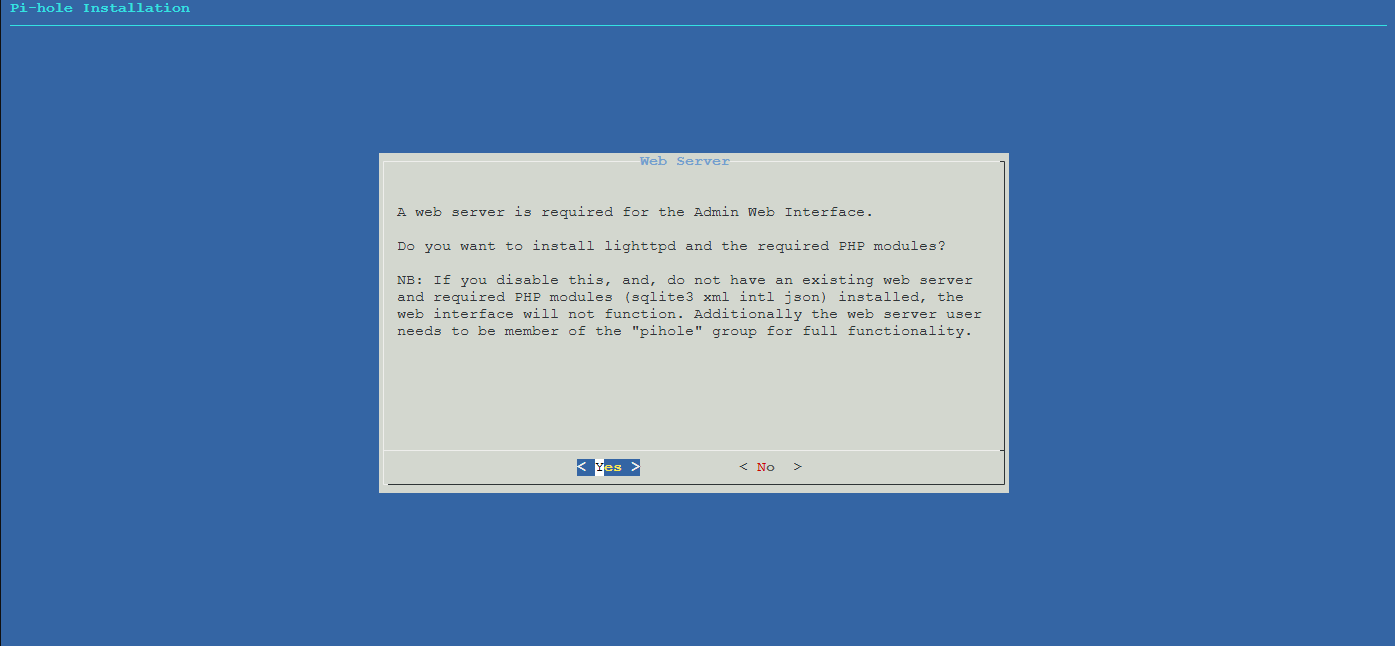 Pi-hole Installation
Web Server
A web server is required for the Admin Web Interface.
Do you want to install lighttpd and the required PHP modules?
NB: If you disable this, and, do not have an existing web server
and required PHP modules (sqlite3 xml intl json) installed, the
web interface will not function. Additionally the web server user
needs to be member of the "pihole" group for full functionality.
< Yes > < No >